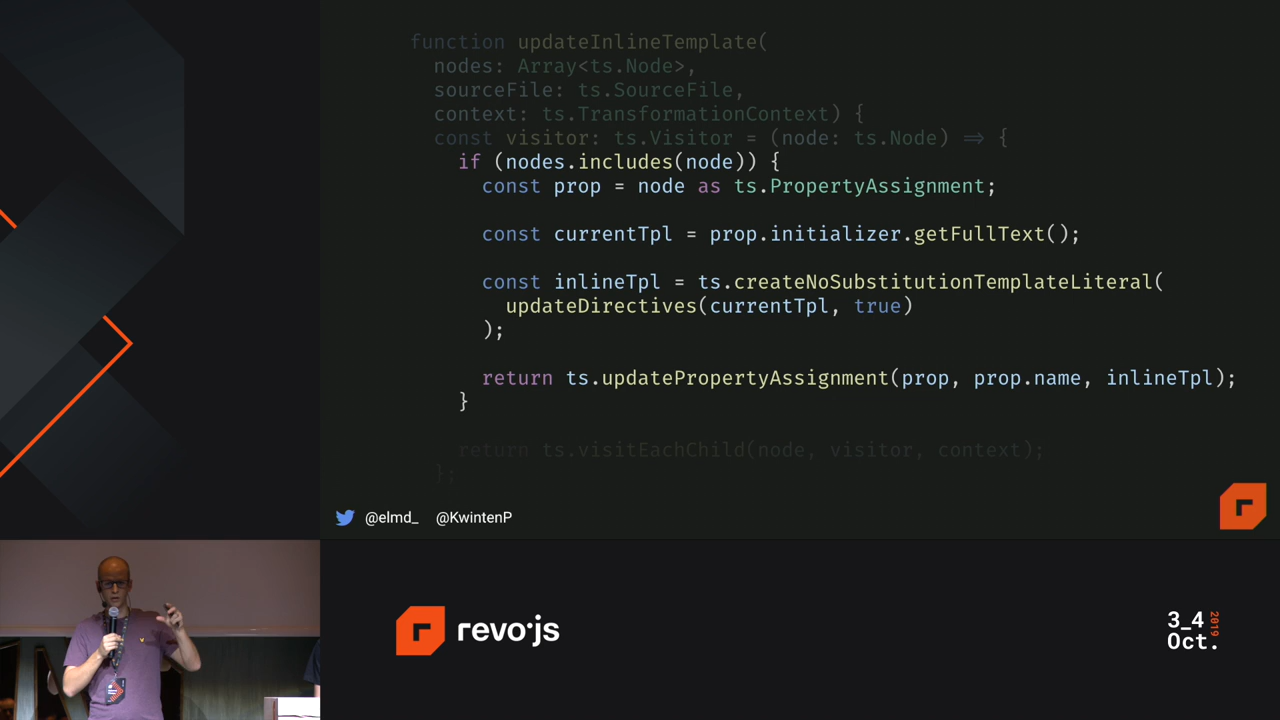 function updateInlineTemplate(
nodes: Array<ts.Node>,
sourceFile: ts.SourceFile,
context: ts.TransformationContext) {
const visitor: ts.Visitor = (node: ts.Node) => {
if (nodes.includes(node)) {
const prop = node as ts.PropertyAssignment;
const currentTpl = prop.initializer.getFullText();
const inlineTpl = ts.createNoSubstitutionTemplateLiteral(
updateDirectives(currentTpl, true)
);
return ts.updatePropertyAssignment(prop, prop.name, inlineTpl);
}
return ts.visitEachChild(node, visitor, context);
};
@elmd_ @KwintenP
r
r revo.js
3_4 2019
Oct.